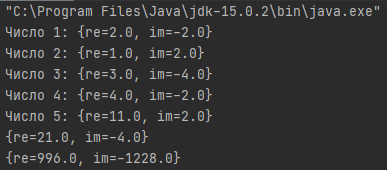 "C:\Program Files\Java\jdk-15.0.2\bin\java.exe"
Число 1: {re=2.0, im=-2.0}
Число 2: {re=1.0, im=2.0}
Число 3: {re=3.0, im=-4.0}
Число 4: {re=4.0, im=-2.0}
Число 5: {re=11.0, im=2.0}
{re=21.0, im=-4.0}
{re=996.0, im=-1228.0}